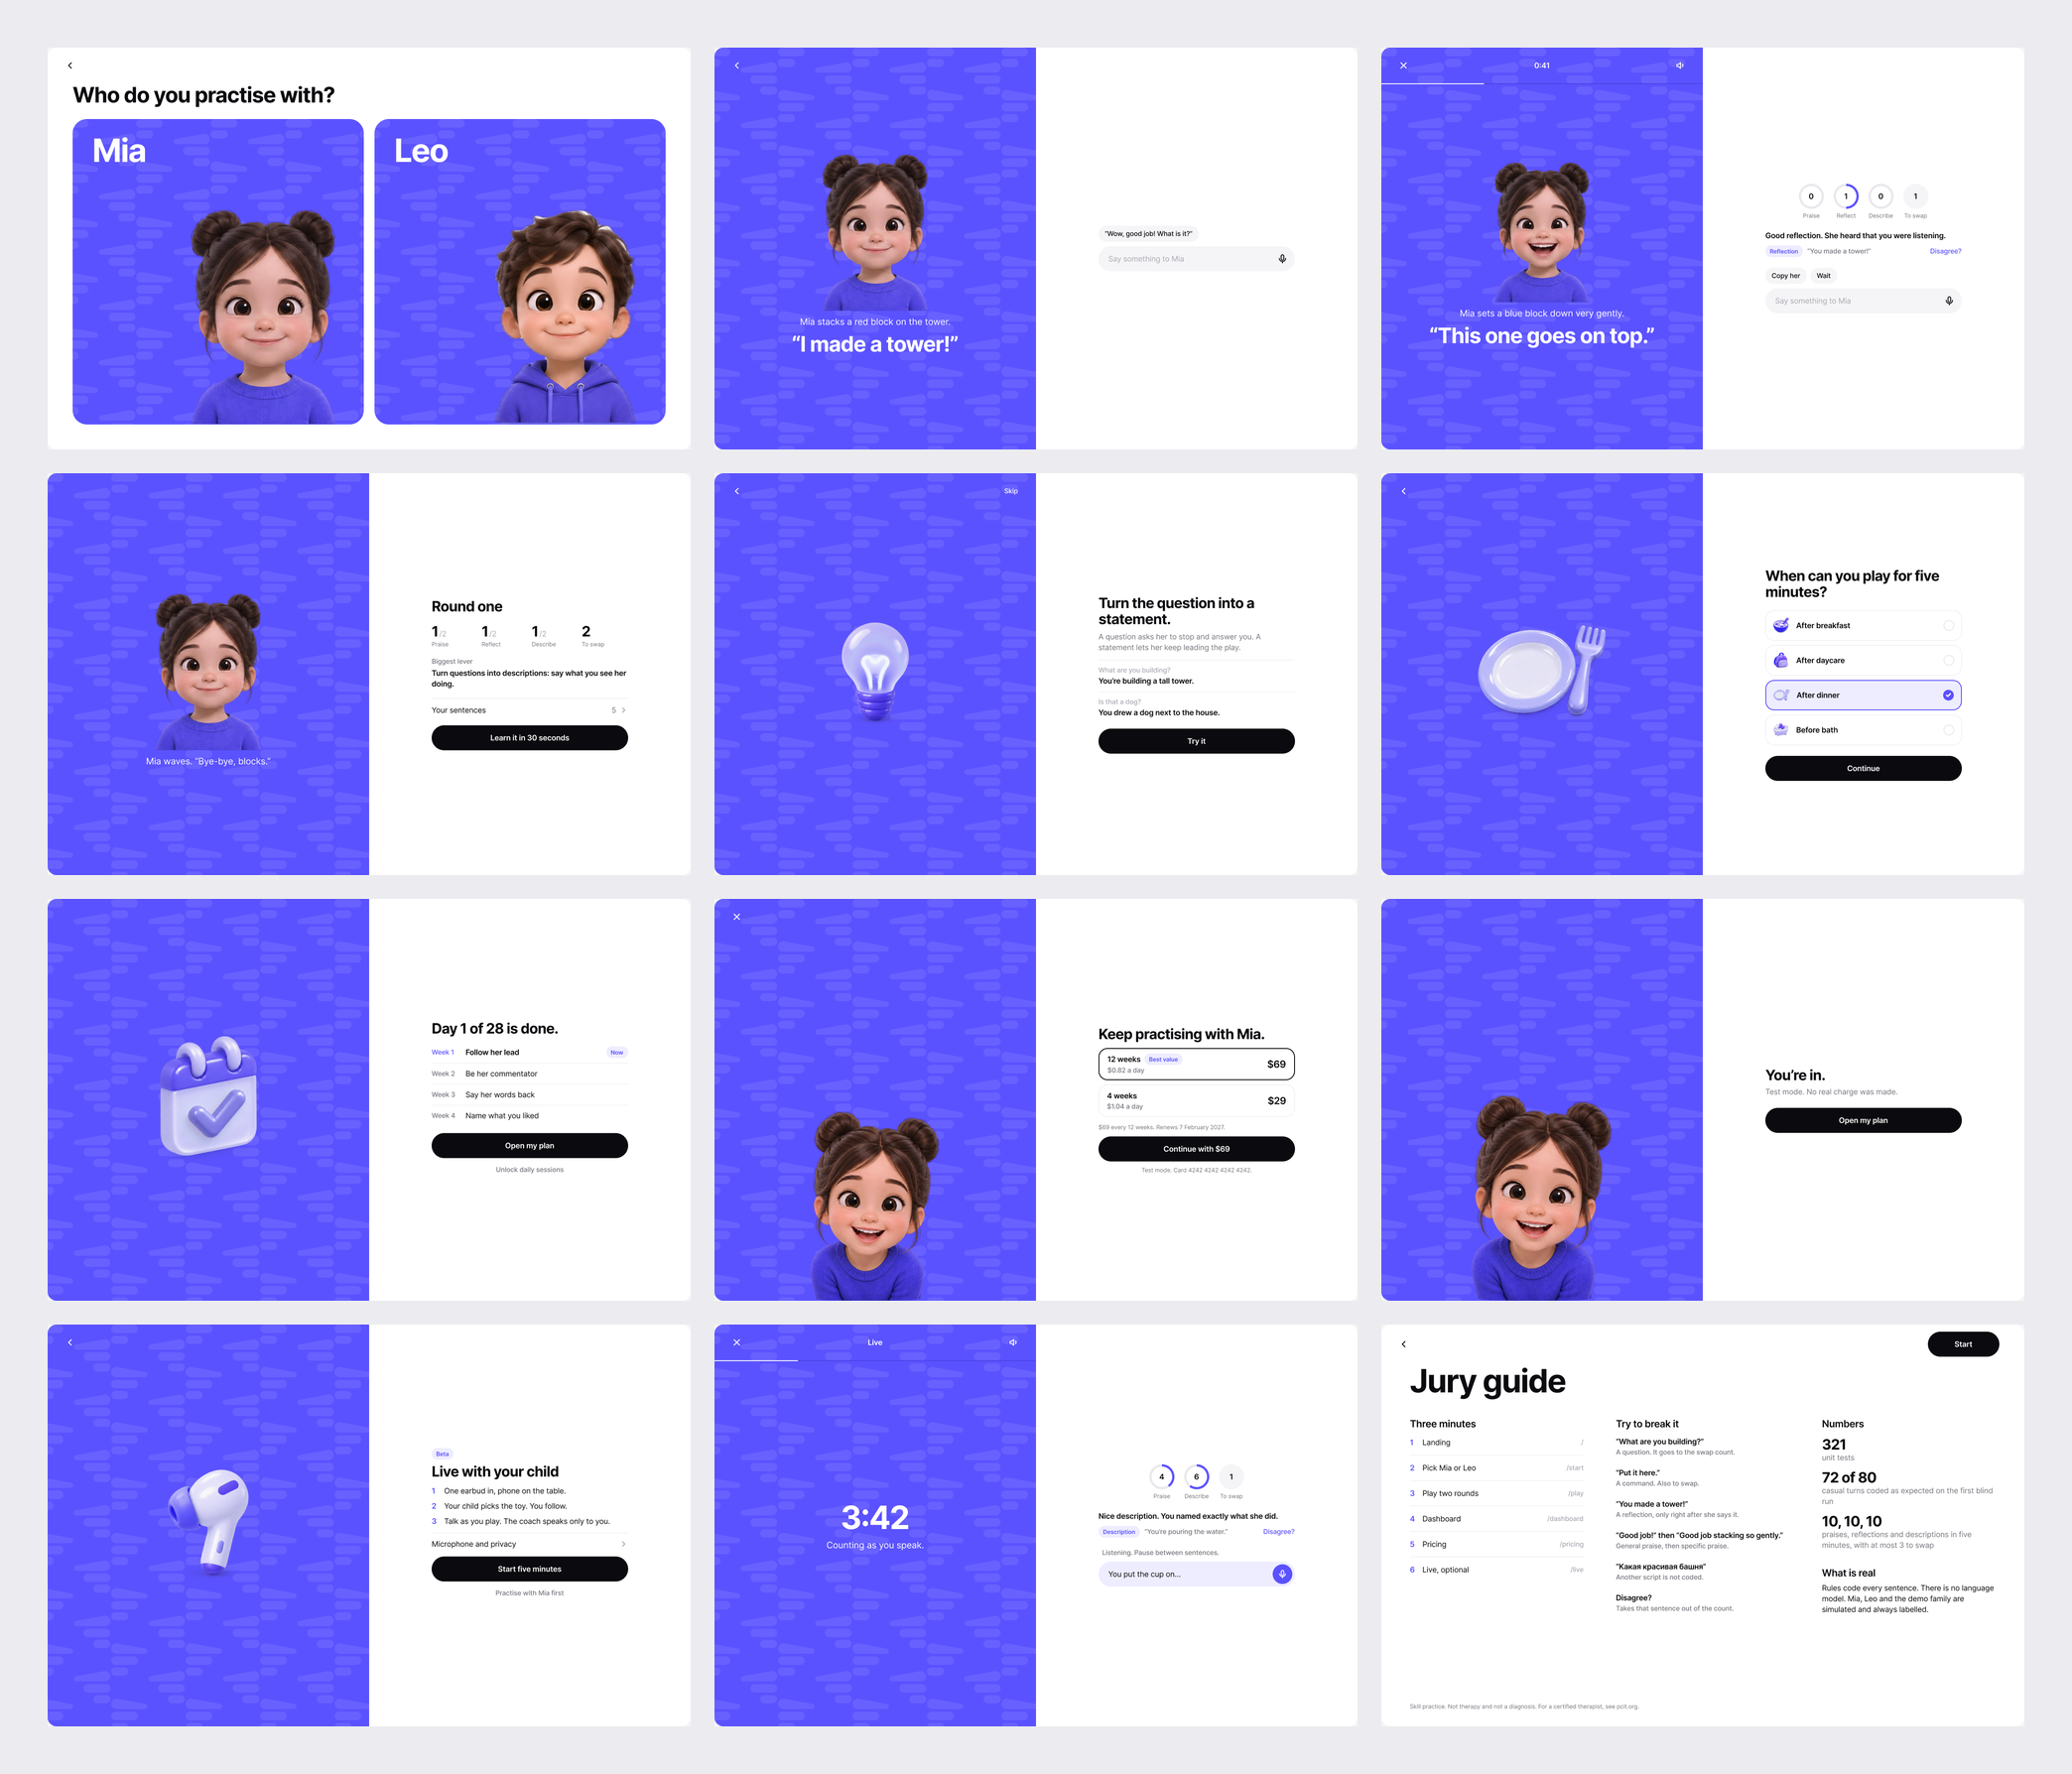 Who do you practise with?
Mia
Leo
"Wow, good job! What is it?"
Say something to Mia
Mia stacks a red block on the tower.
“I made a tower!”
0:41
Mia sets a blue block down very gently.
“This one goes on top.”
0
1
0
1
Praise
Reflect
Describe
To swap
Good reflection. She heard that you were listening.
Reflection
"You made a tower!"
Disagree?
Copy her
Wait
Say something to Mia
Mia waves. “Bye-bye, blocks.”
Round one
1/2
1/2
1/2
2
Praise
Reflect
Describe
To swap
Biggest lever
Turn questions into descriptions: say what you see her
doing.
Your sentences
5
Learn it in 30 seconds
Skip
Turn the question into a
statement.
A question asks her to stop and answer you. A
statement lets her keep leading the play.
What are you building?
You’re building a tall tower.
Is that a dog?
You drew a dog next to the house.
Try it
When can you play for five
minutes?
After breakfast
After daycare
After dinner
Before bath
Continue
Day 1 of 28 is done.
Week 1 Follow her lead
Now
Week 2 Be her commentator
Week 3 Say her words back
Week 4 Name what you liked
Open my plan
Unlock daily sessions
Keep practising with Mia.
12 weeks
Best value
$0.82 a day
$69
4 weeks
$1.04 a day
$29
$69 every 12 weeks. Renews 7 February 2027.
Continue with $69
Test mode. Card 4242 4242 4242 4242.
You’re in.
Test mode. No real charge was made.
Open my plan
Beta
Live with your child
1 One earbud in, phone on the table.
2 Your child picks the toy. You follow.
3 Talk as you play. The coach speaks only to you.
Microphone and privacy
Start five minutes
Practise with Mia first
Live
3:42
Counting as you speak.
4
6
1
Praise
Describe
To swap
Nice description. You named exactly what she did.
Description
"You're pouring the water."
Disagree?
Listening. Pause between sentences.
You put the cup on...
Start
Jury guide
Three minutes
1 Landing /
2 Pick Mia or Leo /start
3 Play two rounds /play
4 Dashboard /dashboard
5 Pricing /pricing
6 Live, optional /live
Try to break it
“What are you building?”
A question. It goes to the swap count.
“Put it here.”
A command. Also to swap.
“You made a tower!”
A reflection, only right after she says it.
“Good job!” then “Good job stacking so gently.”
General praise, then specific praise.
“Какая красивая башня”
Another script is not coded.
Disagree?
Takes that sentence out of the count.
Numbers
321
unit tests
72 of 80
casual turns coded as expected on the first blind
run
10, 10, 10
praises, reflections and descriptions in five
minutes, with at most 3 to swap
What is real
Rules code every sentence. There is no language
model. Mia, Leo and the demo family are
simulated and always labelled.
Skill practice. Not therapy and not a diagnosis. For a certified therapist, see pcit.org.